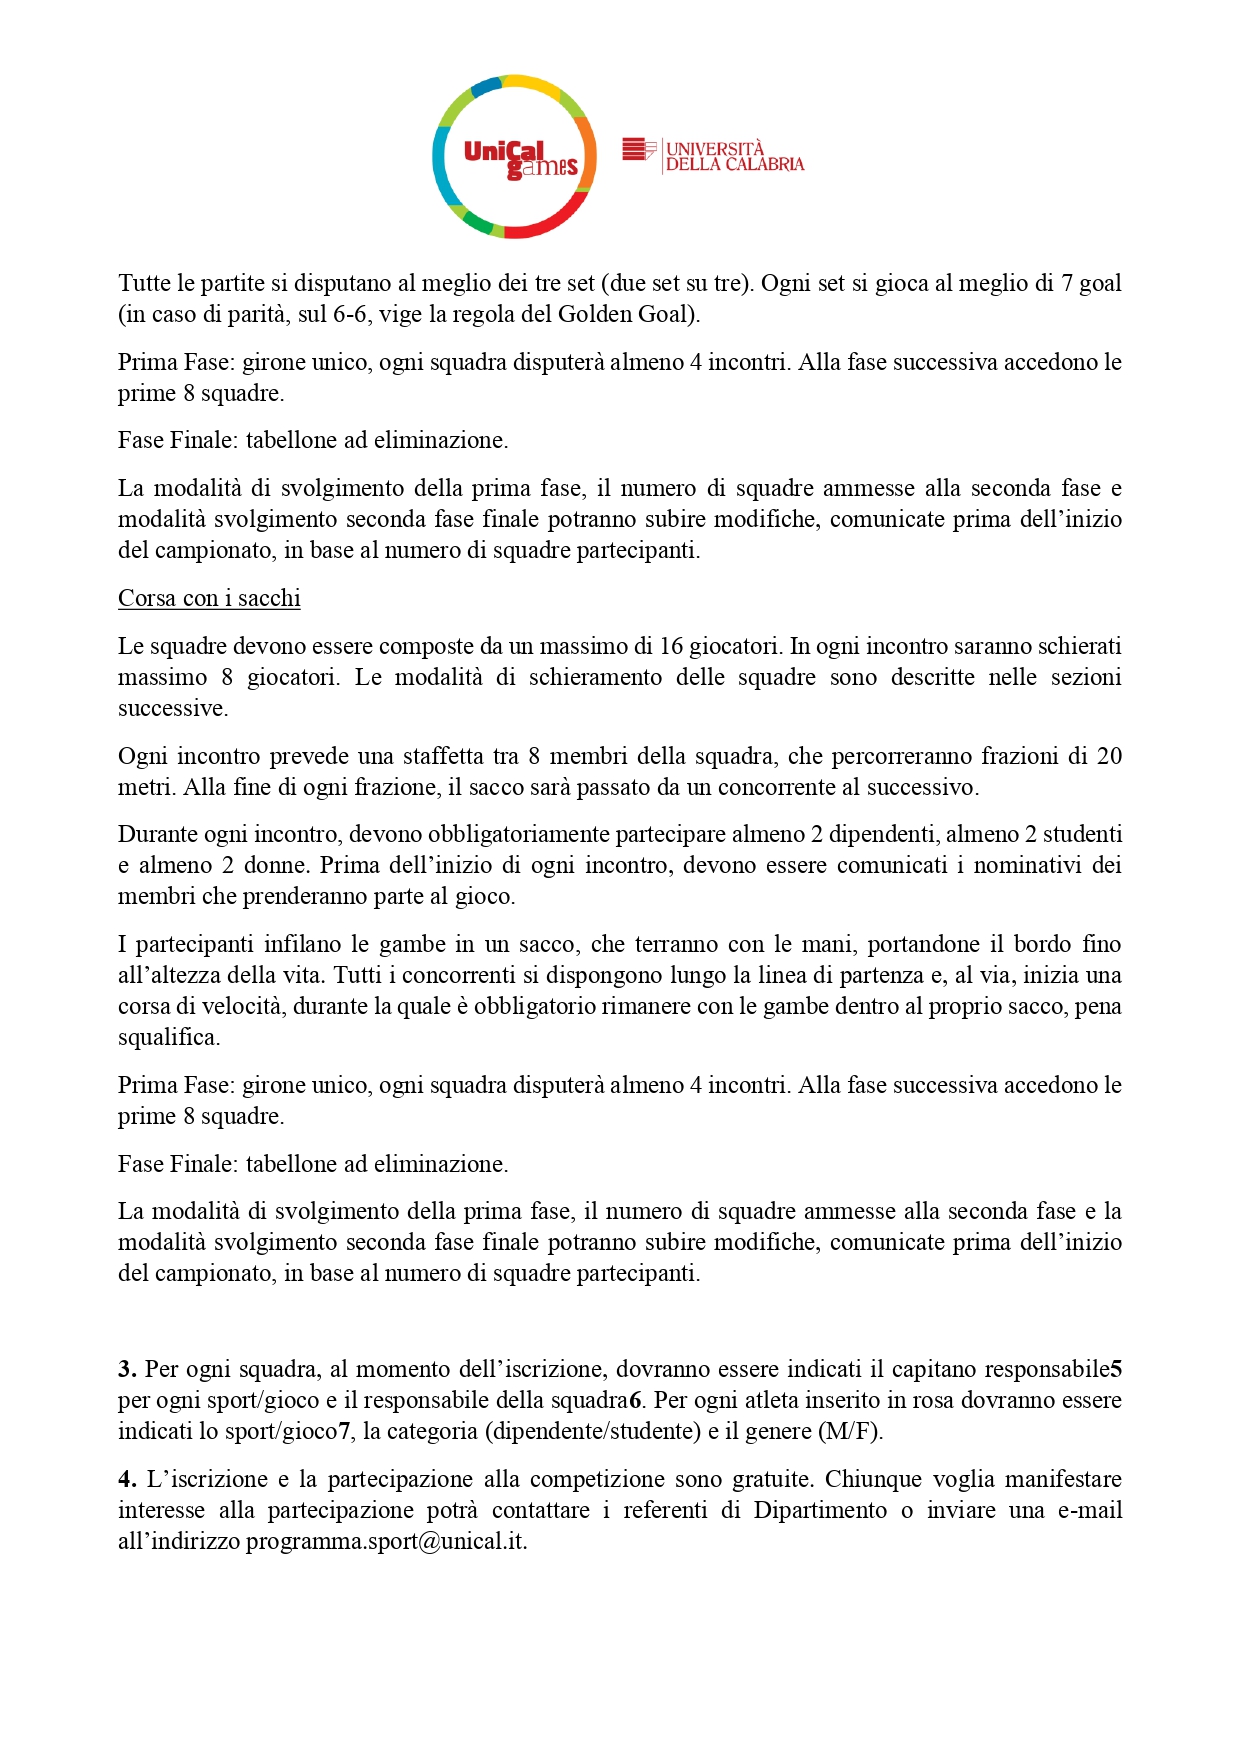 UniCal
games
UNIVERSITÀ
DELLA CALABRIA
Tutte le partite si disputano al meglio dei tre set (due set su tre). Ogni set si gioca al meglio di 7 goal
(in caso di parità, sul 6-6, vige la regola del Golden Goal).
Prima Fase: girone unico, ogni squadra disputerà almeno 4 incontri. Alla fase successiva accedono le
prime 8 squadre.
Fase Finale: tabellone ad eliminazione.
La modalità di svolgimento della prima fase, il numero di squadre ammesse alla seconda fase e
modalità svolgimento seconda fase finale potranno subire modifiche, comunicate prima dell’inizio
del campionato, in base al numero di squadre partecipanti.
Corsa con i sacchi
Le squadre devono essere composte da un massimo di 16 giocatori. In ogni incontro saranno schierati
massimo 8 giocatori. Le modalità di schieramento delle squadre sono descritte nelle sezioni
successive.
Ogni incontro prevede una staffetta tra 8 membri della squadra, che percorreranno frazioni di 20
metri. Alla fine di ogni frazione, il sacco sarà passato da un concorrente al successivo.
Durante ogni incontro, devono obbligatoriamente partecipare almeno 2 dipendenti, almeno 2 studenti
e almeno 2 donne. Prima dell’inizio di ogni incontro, devono essere comunicati i nominativi dei
membri che prenderanno parte al gioco.
I partecipanti infilano le gambe in un sacco, che terranno con le mani, portandone il bordo fino
all’altezza della vita. Tutti i concorrenti si dispongono lungo la linea di partenza e, al via, inizia una
corsa di velocità, durante la quale è obbligatorio rimanere con le gambe dentro al proprio sacco, pena
squalifica.
Prima Fase: girone unico, ogni squadra disputerà almeno 4 incontri. Alla fase successiva accedono le
prime 8 squadre.
Fase Finale: tabellone ad eliminazione.
La modalità di svolgimento della prima fase, il numero di squadre ammesse alla seconda fase e la
modalità svolgimento seconda fase finale potranno subire modifiche, comunicate prima dell’inizio
del campionato, in base al numero di squadre partecipanti.
3. Per ogni squadra, al momento dell’iscrizione, dovranno essere indicati il capitano responsabile5
per ogni sport/gioco e il responsabile della squadra6. Per ogni atleta inserito in rosa dovranno essere
indicati lo sport/gioco7, la categoria (dipendente/studente) e il genere (M/F).
4. L’iscrizione e la partecipazione alla competizione sono gratuite. Chiunque voglia manifestare
interesse alla partecipazione potrà contattare i referenti di Dipartimento o inviare una e-mail
all’indirizzo programma.sport@unical.it.